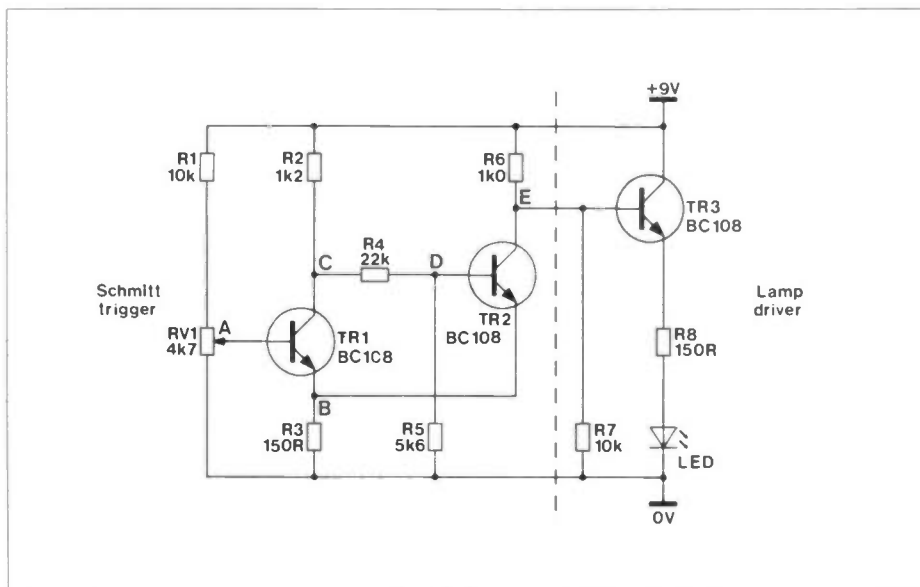 +9V
R1
10k
R2
1k2
R6
1k0
E
TR3
BC108
R4
22k
C
D
Schmitt
trigger
TR2
BC108
Lamp
driver
A
RV1
4k7
TR1
BC1C8
R8
150R
B
R3
150R
R5
5k6
R7
10k
LED
0V